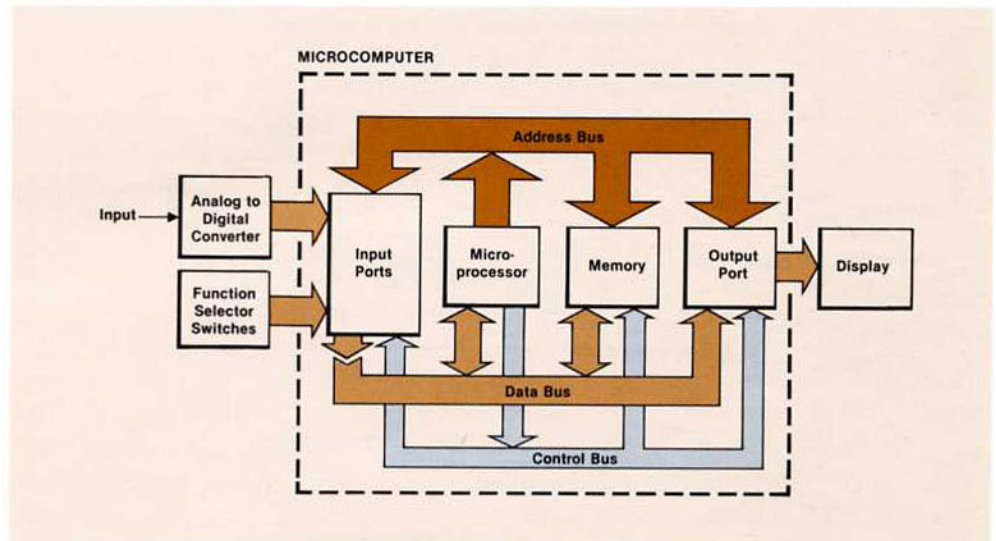 MICROCOMPUTER
Address Bus
Input
Analog to
Digital
Converter
Function
Selector
Switches
Input
Ports
Micro-
processor
Memory
Output
Port
Display
Data Bus
Control Bus